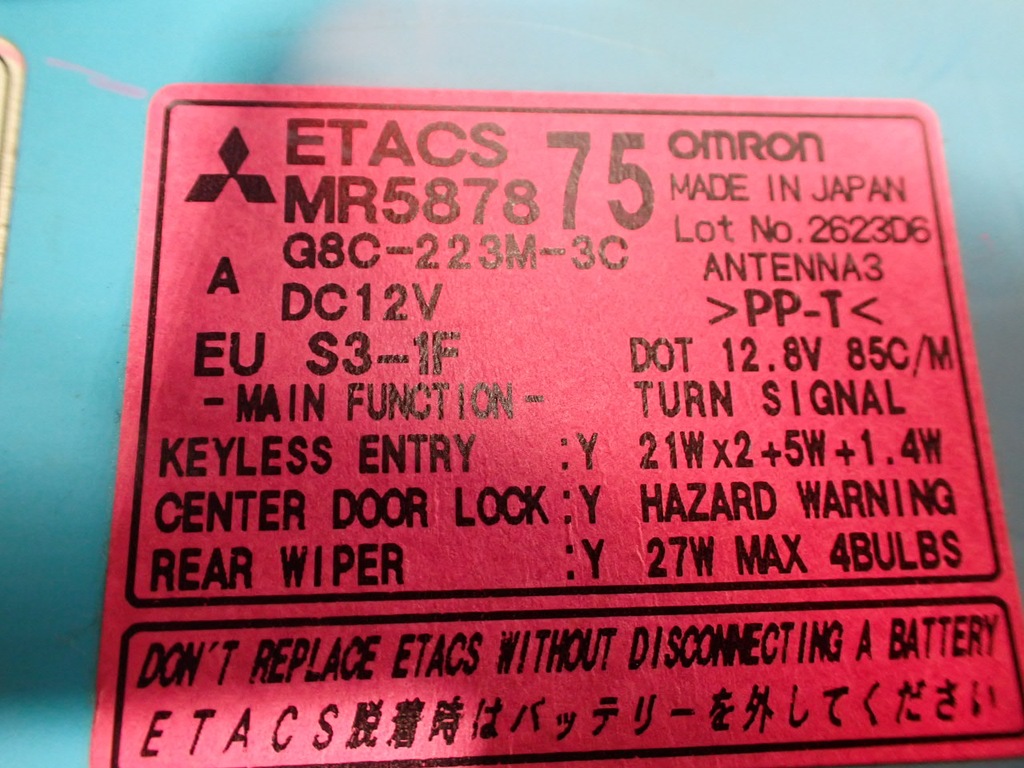 ETACS 75 OMRON
MR5878 MADE IN JAPAN
G8C-223M-3C Lot No. 2623D6
A ANTENNA3
DC12V >PP-T<
EU S3-1F DOT 12.8V 85C/M
-MAIN FUNCTION- TURN SIGNAL
KEYLESS ENTRY :Y 21Wx2+5W+1.4W
CENTER DOOR LOCK :Y HAZARD WARNING
REAR WIPER :Y 27W MAX 4BULBS
DON'T REPLACE ETACS WITHOUT DISCONNECTING A BATTERY
ETACS脱着時はバッテリーを外してください